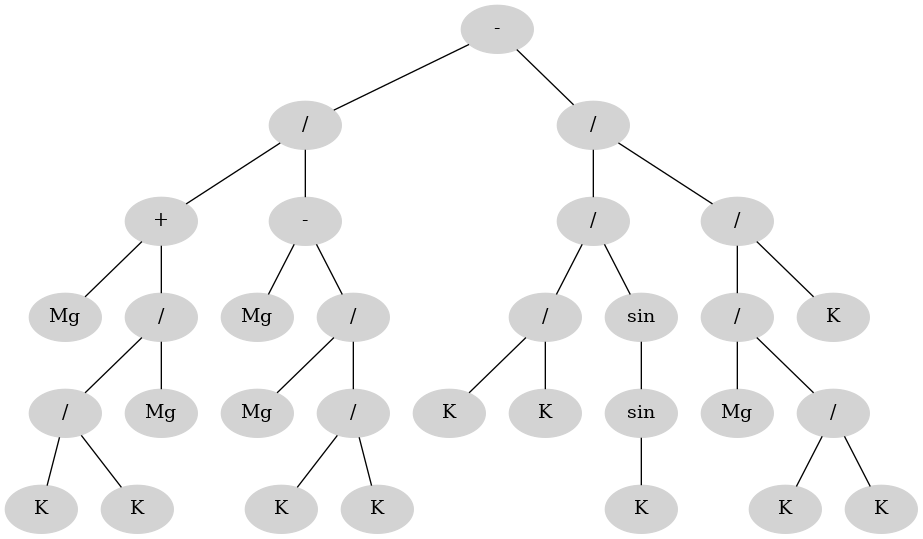 -
/ /
+ - / /
Mg / Mg / / sin / K
/ Mg Mg / K K sin Mg /
K K K K K K K